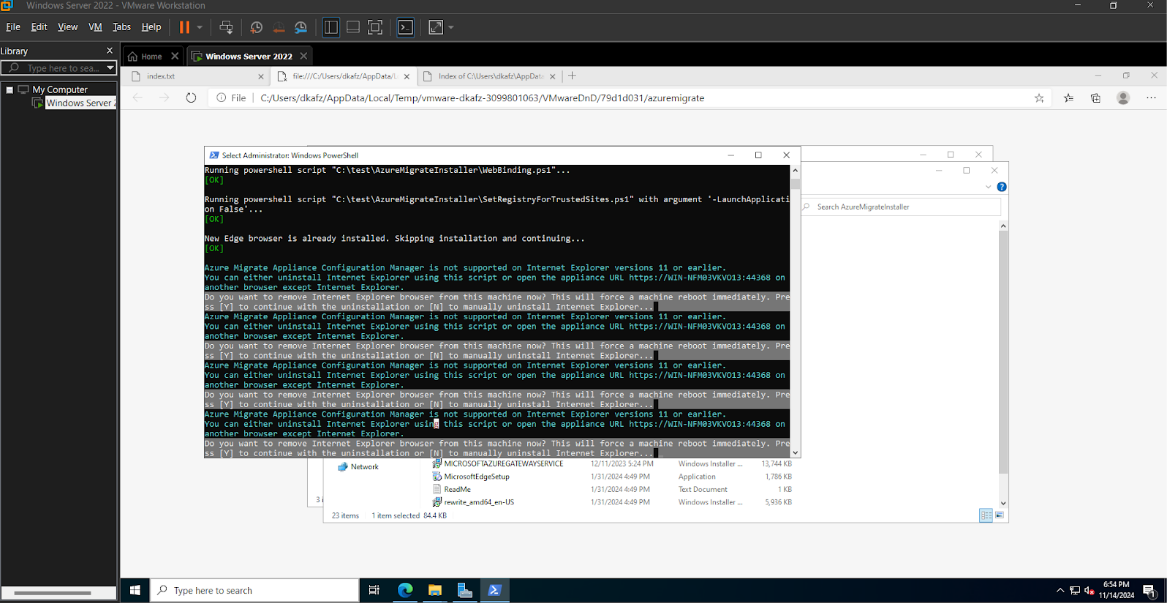 Windows Server 2022 - VMware Workstation
File Edit View VM Tabs Help
Library
Type here to sea...
My Computer
Windows Server 2
Home
Windows Server 2022
index.txt
file:///C:/Users/dkafz/AppData/L
Index of C:\Users\dkafz\AppData
File
C:/Users/dkafz/AppData/Local/Temp/vmware-dkafz-3099801063/VMwareDnD/79d1d031/azuremigrate
Select Administrator: Windows PowerShell
Running powershell script "C:\test\AzureMigrateInstaller\WebBinding.ps1"...
[OK]
Running powershell script "C:\test\AzureMigrateInstaller\SetRegistryForTrustedSites.ps1" with argument '-LaunchApplicati
on False'...
[OK]
New Edge browser is already installed. Skipping installation and continuing...
[OK]
Azure Migrate Appliance Configuration Manager is not supported on Internet Explorer versions 11 or earlier.
You can either uninstall Internet Explorer using this script or open the appliance URL https://WIN-NFM03VKVO13:44368 on
another browser except Internet Explorer.
Do you want to remove Internet Explorer browser from this machine now? This will force a machine reboot immediately. Pre
ss [Y] to continue with the uninstallation or [N] to manually uninstall Internet Explorer...
Azure Migrate Appliance Configuration Manager is not supported on Internet Explorer versions 11 or earlier.
You can either uninstall Internet Explorer using this script or open the appliance URL https://WIN-NFM03VKVO13:44368 on
another browser except Internet Explorer.
Do you want to remove Internet Explorer browser from this machine now? This will force a machine reboot immediately. Pre
ss [Y] to continue with the uninstallation or [N] to manually uninstall Internet Explorer...
Azure Migrate Appliance Configuration Manager is not supported on Internet Explorer versions 11 or earlier.
You can either uninstall Internet Explorer using this script or open the appliance URL https://WIN-NFM03VKVO13:44368 on
another browser except Internet Explorer.
Do you want to remove Internet Explorer browser from this machine now? This will force a machine reboot immediately. Pre
ss [Y] to continue with the uninstallation or [N] to manually uninstall Internet Explorer...
Azure Migrate Appliance Configuration Manager is not supported on Internet Explorer versions 11 or earlier.
You can either uninstall Internet Explorer using this script or open the appliance URL https://WIN-NFM03VKVO13:44368 on
another browser except Internet Explorer.
Do you want to remove Internet Explorer browser from this machine now? This will force a machine reboot immediately. Pre
ss [Y] to continue with the uninstallation or [N] to manually uninstall Internet Explorer...
Search AzureMigrateInstaller
Network
MICROSOFTAZUREGATEWAYSERVICE 12/11/2023 5:24 PM Windows Installer ... 13,744 KB
MicrosoftEdgeSetup 1/31/2024 4:49 PM Application 1,786 KB
ReadMe 1/31/2024 4:49 PM Text Document 1 KB
rewrite_amd64_en-US 1/31/2024 4:49 PM Windows Installer ... 5,936 KB
3 i
23 items 1 item selected 84.4 KB
Type here to search
6:54 PM
11/14/2024
1